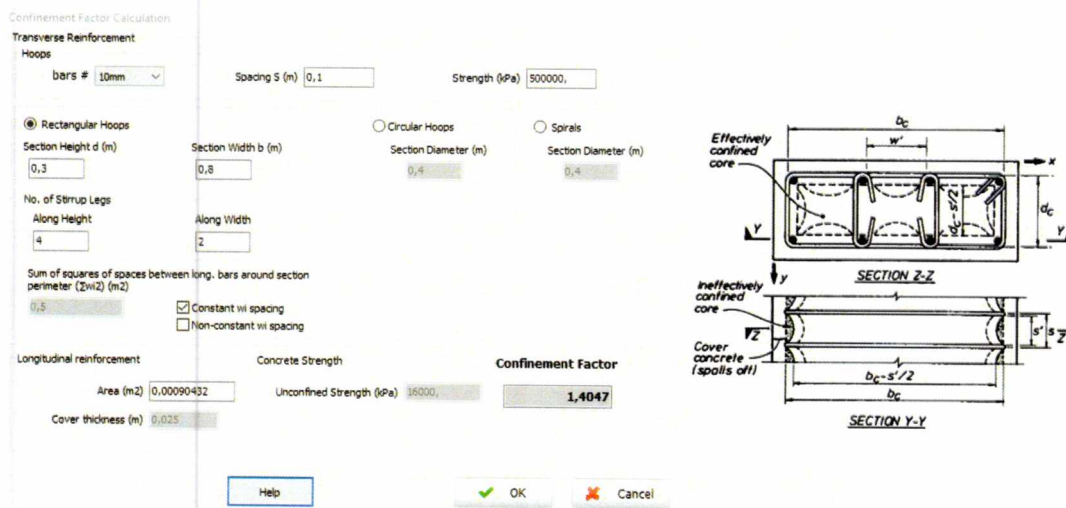 Confinement Factor Calculation
Transverse Reinforcement
Hoops
bars # 10mm Spacing S (m) 0,1 Strength (kPa) 500000,
Rectangular Hoops Circular Hoops Spirals
Section Height d (m) Section Width b (m) Section Diameter (m) Section Diameter (m)
0,3 0,8 0,4 0,4
No. of Stirrup Legs
Along Height Along Width
4 2
Sum of squares of spaces between long. bars around section
perimeter (Σwi2) (m2)
0,5 Constant wi spacing
Non-constant wi spacing
Longitudinal reinforcement Concrete Strength Confinement Factor
Area (m2) 0,00090432 Unconfined Strength (kPa) 16000, 1,4047
Cover thickness (m) 0,025
Help OK Cancel
bc
w'
Effectively
confined
core
x
dc-s'/2
dc
Y Y
y
SECTION Z-Z
Ineffectively
confined
core
Z s' s Z
Cover
concrete
(spalls off)
bc-s'/2
bc
SECTION Y-Y